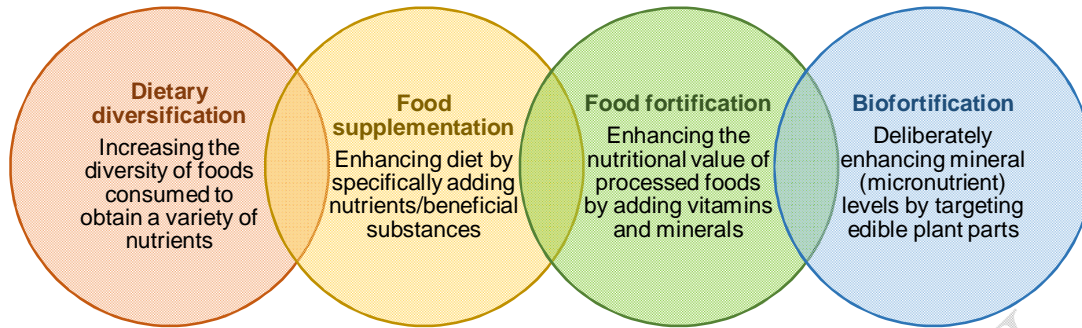 Dietary
diversification
Increasing the
diversity of foods
consumed to
obtain a variety of
nutrients
Food
supplementation
Enhancing diet by
specifically adding
nutrients/beneficial
substances
Food fortification
Enhancing the
nutritional value of
processed foods
by adding vitamins
and minerals
Biofortification
Deliberately
enhancing mineral
(micronutrient)
levels by targeting
edible plant parts